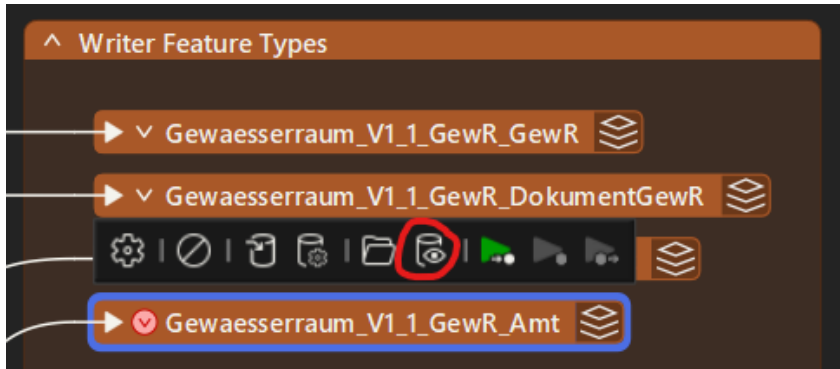 Writer Feature Types
Gewaesserraum_V1_1_GewR_GewR
Gewaesserraum_V1_1_GewR_DokumentGewR
Gewaesserraum_V1_1_GewR_Amt